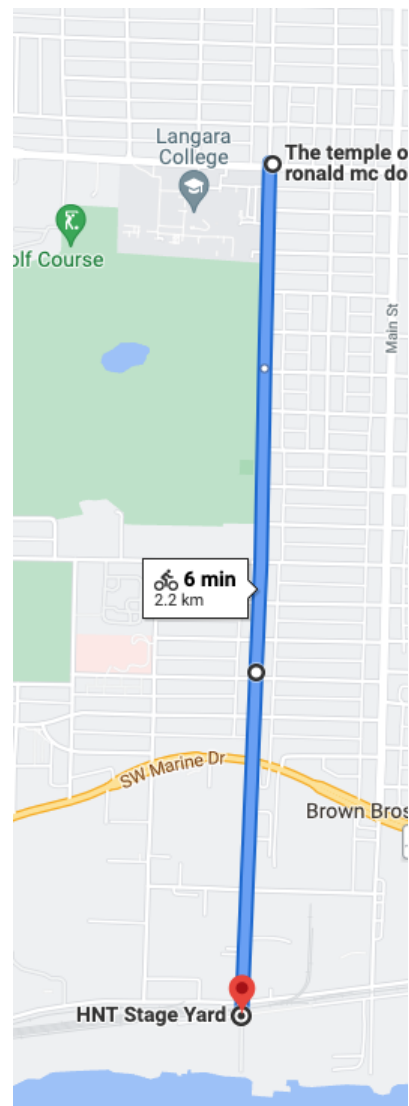 Langara
College
The temple o
ronald mc do
olf Course
Main St
6 min
2.2 km
SW Marine Dr
Brown Bros
HNT Stage Yard